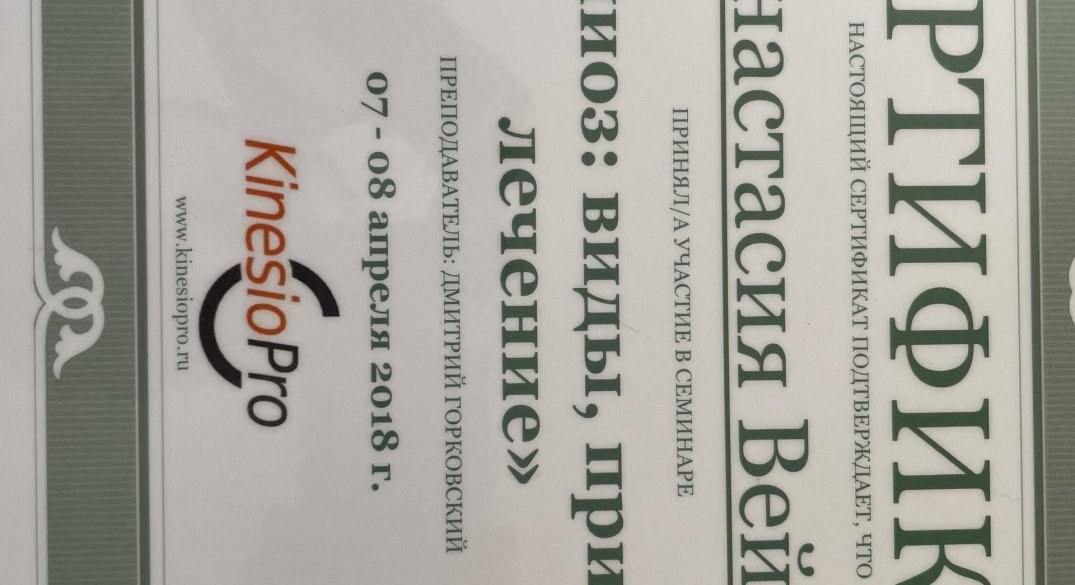 РТИФИК
НАСТОЯЩИЙ СЕРТИФИКАТ ПОДТВЕРЖДАЕТ, ЧТО
настасия Вей
ПРИНЯЛ/А УЧАСТИЕ В СЕМИНАРЕ
лиоз: виды, при
лечение»
ПРЕПОДАВАТЕЛЬ: ДМИТРИЙ ГОРКОВСКИЙ
07 - 08 апреля 2018 г.
KinesioPro
www.kinesiopro.ru